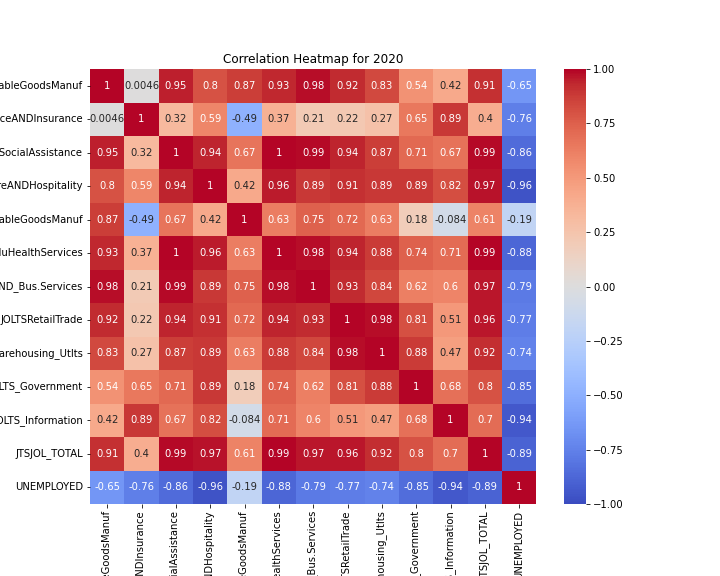 Correlation Heatmap for 2020
ableGoodsManuf 1 0.0046 0.95 0.8 0.87 0.93 0.98 0.92 0.83 0.54 0.42 0.91 -0.65
ceANDInsurance -0.0046 1 0.32 0.59 -0.49 0.37 0.21 0.22 0.27 0.65 0.89 0.4 -0.76
SocialAssistance 0.95 0.32 1 0.94 0.67 1 0.99 0.94 0.87 0.71 0.67 0.99 -0.86
reANDHospitality 0.8 0.59 0.94 1 0.42 0.96 0.89 0.91 0.89 0.89 0.82 0.97 -0.96
ableGoodsManuf 0.87 -0.49 0.67 0.42 1 0.63 0.75 0.72 0.63 0.18 -0.084 0.61 -0.19
duHealthServices 0.93 0.37 1 0.96 0.63 1 0.98 0.94 0.88 0.74 0.71 0.99 -0.88
ND_Bus.Services 0.98 0.21 0.99 0.89 0.75 0.98 1 0.93 0.84 0.62 0.6 0.97 -0.79
JOLTSRetailTrade 0.92 0.22 0.94 0.91 0.72 0.94 0.93 1 0.98 0.81 0.51 0.96 -0.77
arehousing_Utlts 0.83 0.27 0.87 0.89 0.63 0.88 0.84 0.98 1 0.88 0.47 0.92 -0.74
LTS_Government 0.54 0.65 0.71 0.89 0.18 0.74 0.62 0.81 0.88 1 0.68 0.8 -0.85
OLTS_Information 0.42 0.89 0.67 0.82 -0.084 0.71 0.6 0.51 0.47 0.68 1 0.7 -0.94
JTSJOL_TOTAL 0.91 0.4 0.99 0.97 0.61 0.99 0.97 0.96 0.92 0.8 0.7 1 -0.89
UNEMPLOYED -0.65 -0.76 -0.86 -0.96 -0.19 -0.88 -0.79 -0.77 -0.74 -0.85 -0.94 -0.89 1
eGoodsManuf
NDInsurance
ialAssistance
NDHospitality
eGoodsManuf
ealthServices
Bus.Services
SRetailTrade
housing_Utlts
_Government
_Information
TSJOL_TOTAL
UNEMPLOYED
1.00
0.75
0.50
0.25
0.00
-0.25
-0.50
-0.75
-1.00